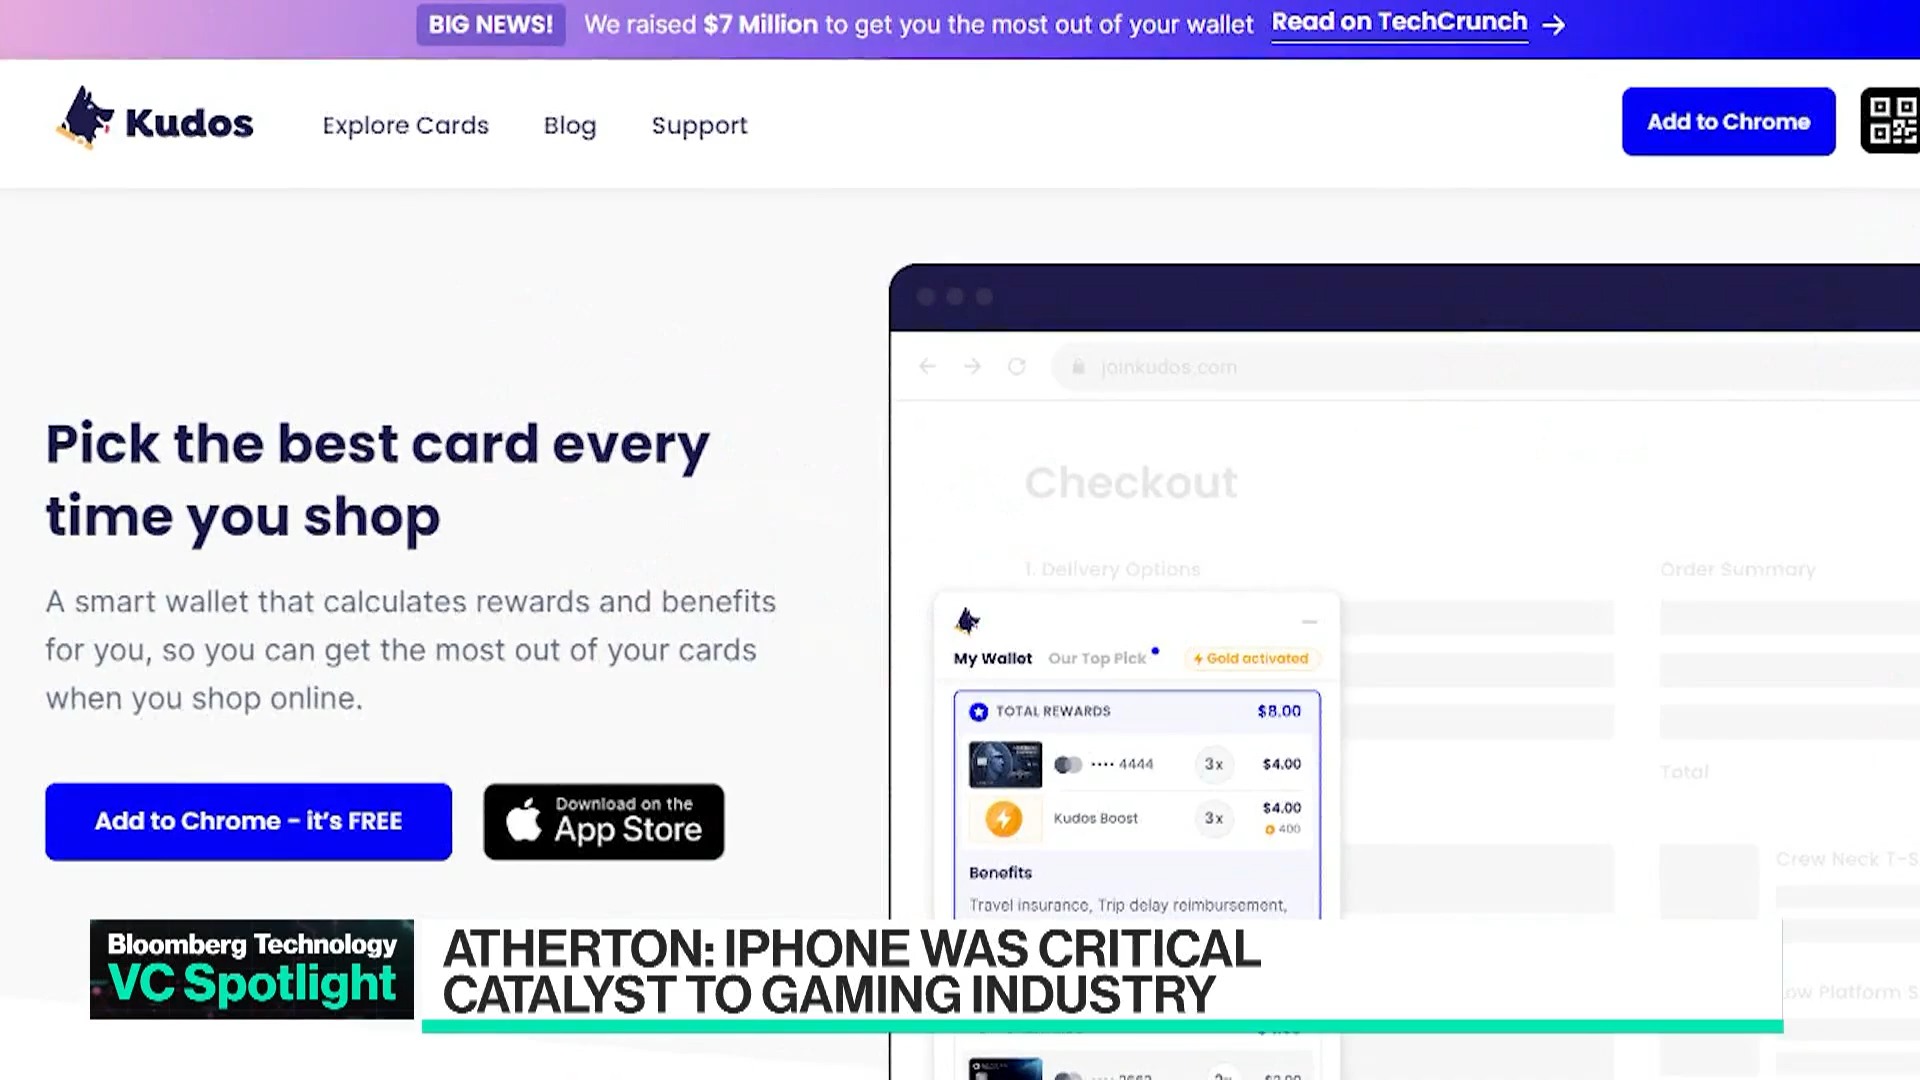 BIG NEWS! We raised $7 Million to get you the most out of your wallet Read on TechCrunch →
Kudos Explore Cards Blog Support Add to Chrome
joinkudos.com
Pick the best card every
time you shop
A smart wallet that calculates rewards and benefits
for you, so you can get the most out of your cards
when you shop online.
Add to Chrome – it's FREE
Download on the
App Store
Checkout
1. Delivery Options
Order Summary
Total
Crew Neck T-S
My Wallet Our Top Pick Gold activated
TOTAL REWARDS $8.00
•••• 4444 3x $4.00
Kudos Boost 3x $4.00
400
Benefits
Travel insurance, Trip delay reimbursement,
Platform S
Bloomberg Technology
VC Spotlight
ATHERTON: IPHONE WAS CRITICAL
CATALYST TO GAMING INDUSTRY